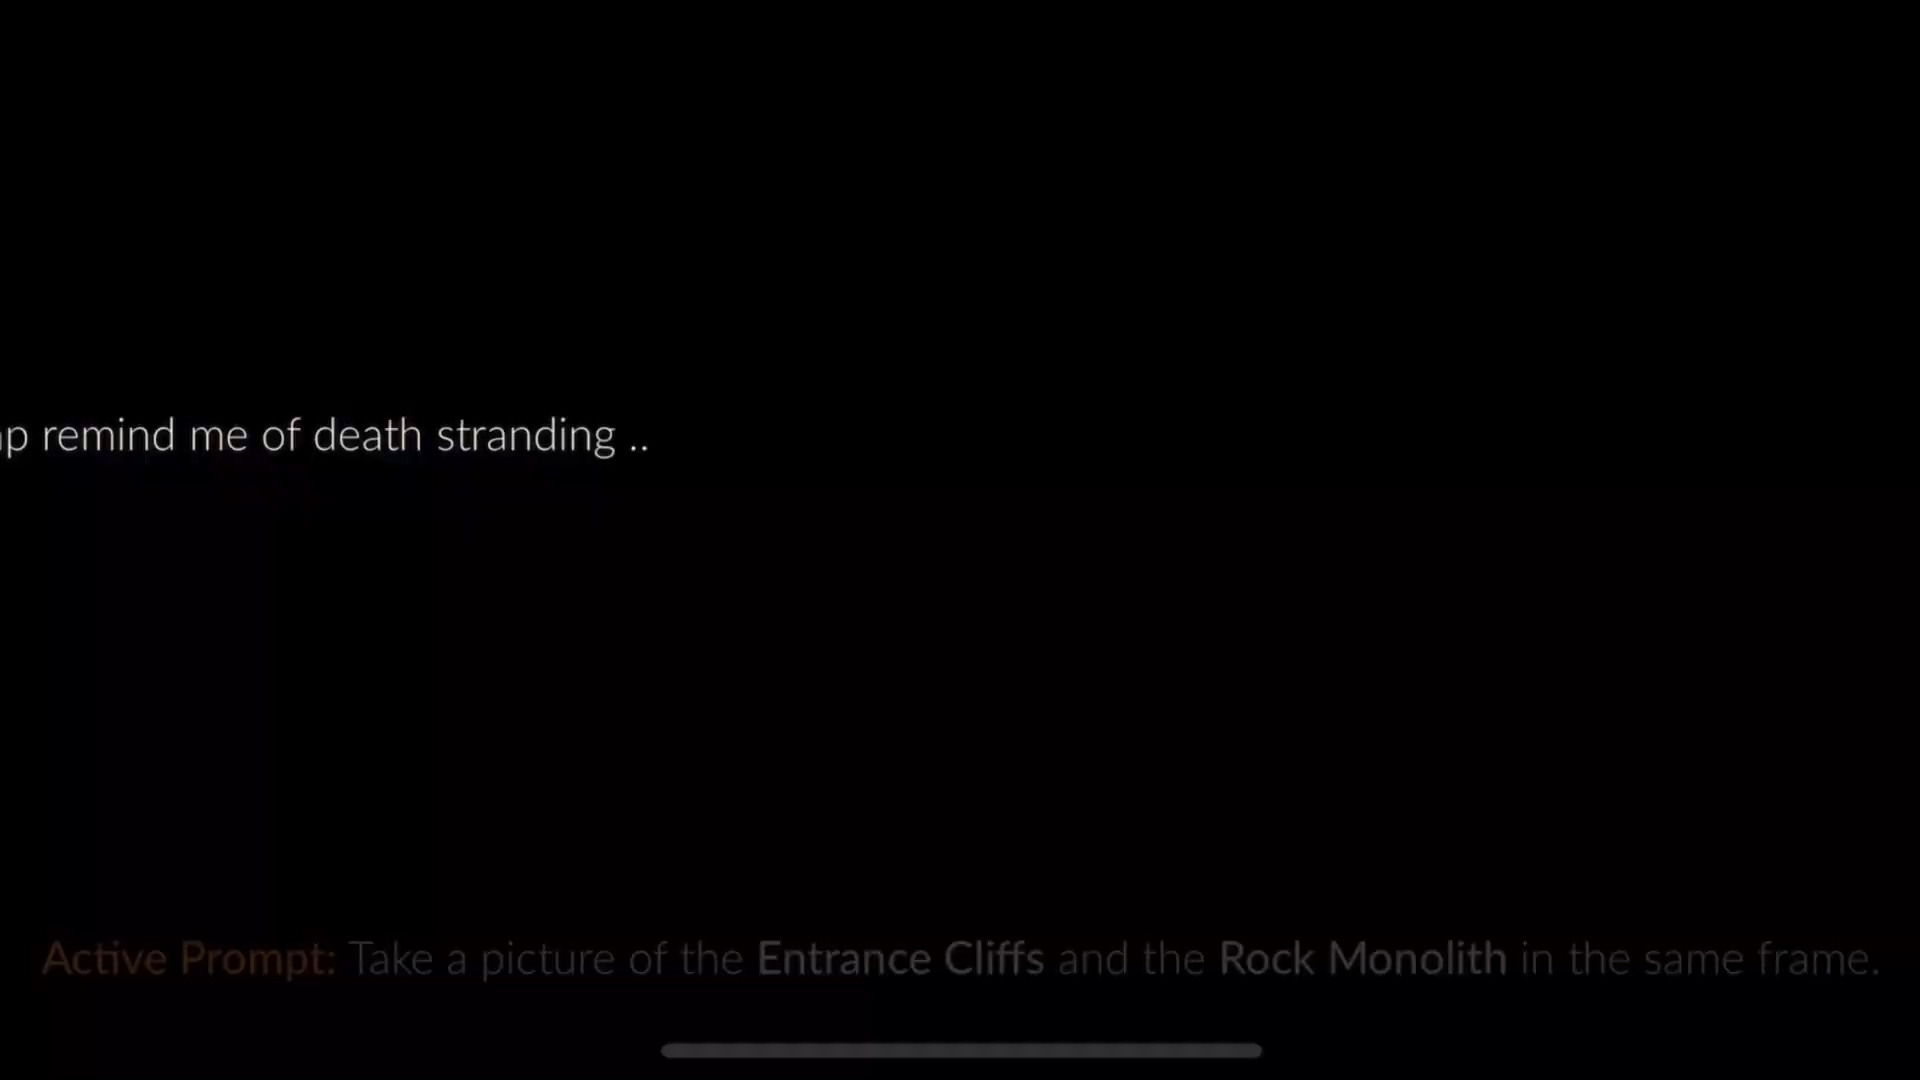 remind me of death stranding ..
Active Prompt: Take a picture of the Entrance Cliffs and the Rock Monolith in the same frame.